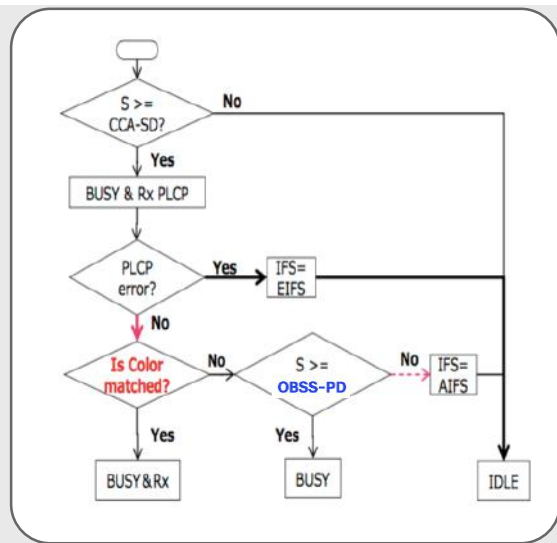 S >=
CCA-SD?
No
Yes
BUSY & Rx PLCP
PLCP
error?
Yes
IFS=
EIFS
No
Is Color
matched?
No
S >=
OBSS-PD
No
IFS=
AIFS
Yes
Yes
BUSY&Rx
BUSY
IDLE